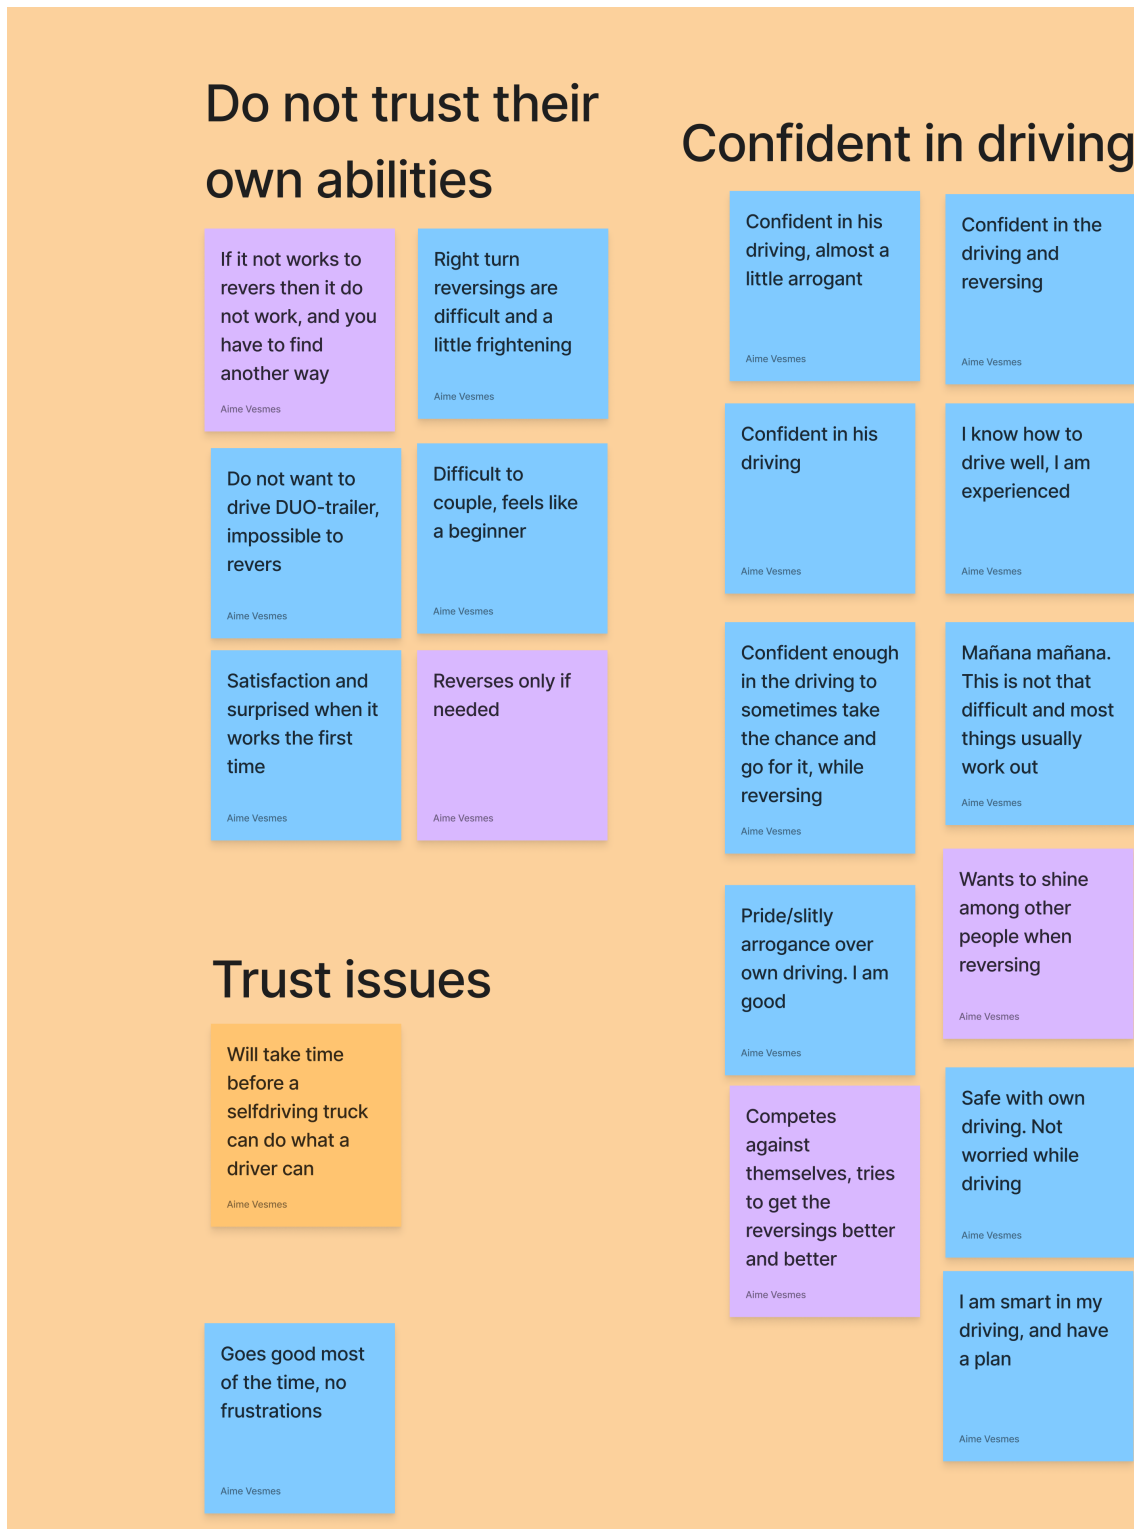 Do not trust their
own abilities
If it not works to
revers then it do
not work, and you
have to find
another way
Aime Vesmes
Right turn
reversings are
difficult and a
little frightening
Aime Vesmes
Do not want to
drive DUO-trailer,
impossible to
revers
Aime Vesmes
Difficult to
couple, feels like
a beginner
Aime Vesmes
Satisfaction and
surprised when it
works the first
time
Aime Vesmes
Reverses only if
needed
Aime Vesmes
Trust issues
Will take time
before a
selfdriving truck
can do what a
driver can
Aime Vesmes
Goes good most
of the time, no
frustrations
Aime Vesmes
Confident in driving
Confident in his
driving, almost a
little arrogant
Aime Vesmes
Confident in the
driving and
reversing
Aime Vesmes
Confident in his
driving
Aime Vesmes
I know how to
drive well, I am
experienced
Aime Vesmes
Confident enough
in the driving to
sometimes take
the chance and
go for it, while
reversing
Aime Vesmes
Mañana mañana.
This is not that
difficult and most
things usually
work out
Aime Vesmes
Pride/slitly
arrogance over
own driving. I am
good
Aime Vesmes
Wants to shine
among other
people when
reversing
Aime Vesmes
Competes
against
themselves, tries
to get the
reversings better
and better
Aime Vesmes
Safe with own
driving. Not
worried while
driving
Aime Vesmes
I am smart in my
driving, and have
a plan
Aime Vesmes